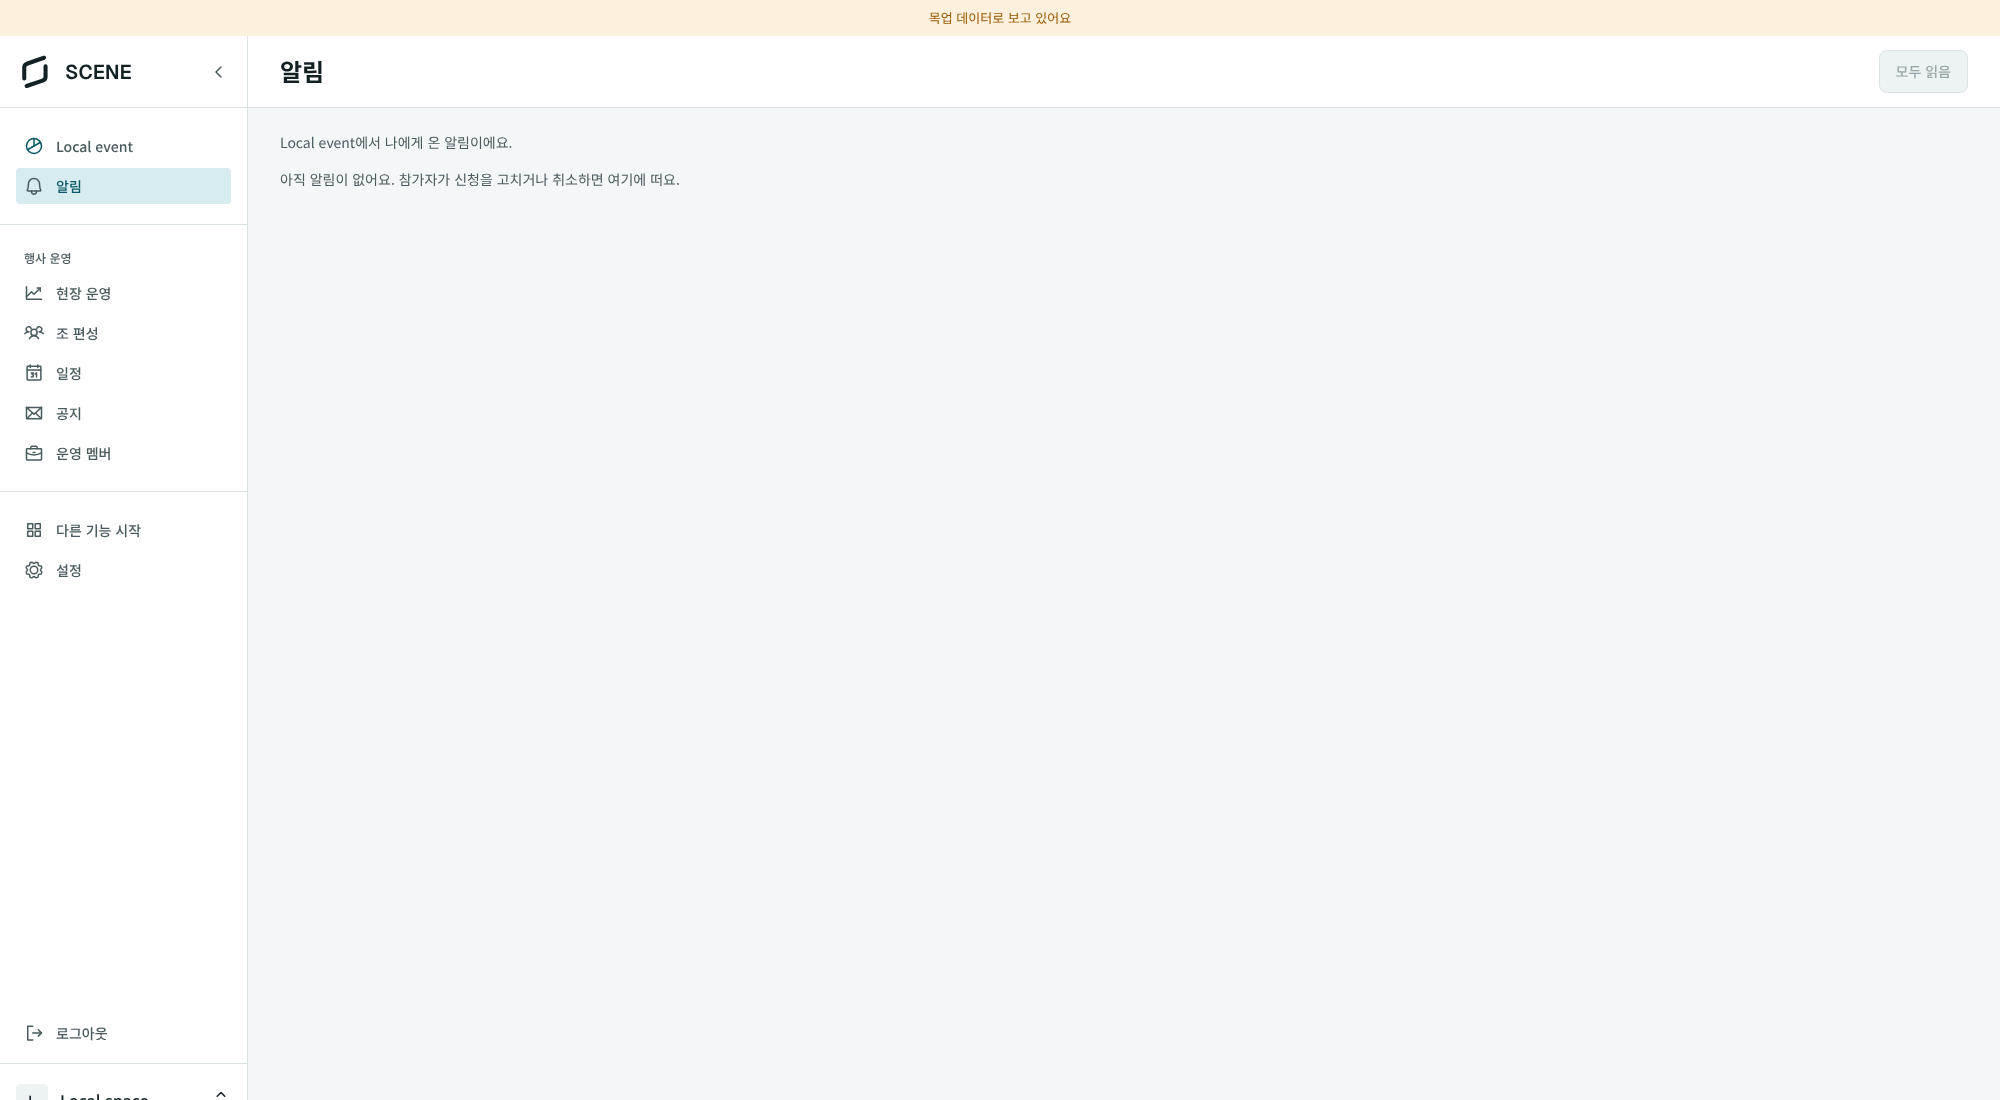 목업 데이터로 보고 있어요
SCENE
알림
모두 읽음
Local event
알림
Local event에서 나에게 온 알림이에요.
아직 알림이 없어요. 참가자가 신청을 고치거나 취소하면 여기에 떠요.
행사 운영
현장 운영
조 편성
31
일정
공지
운영 멤버
다른 기능 시작
설정
로그아웃
L
Local space